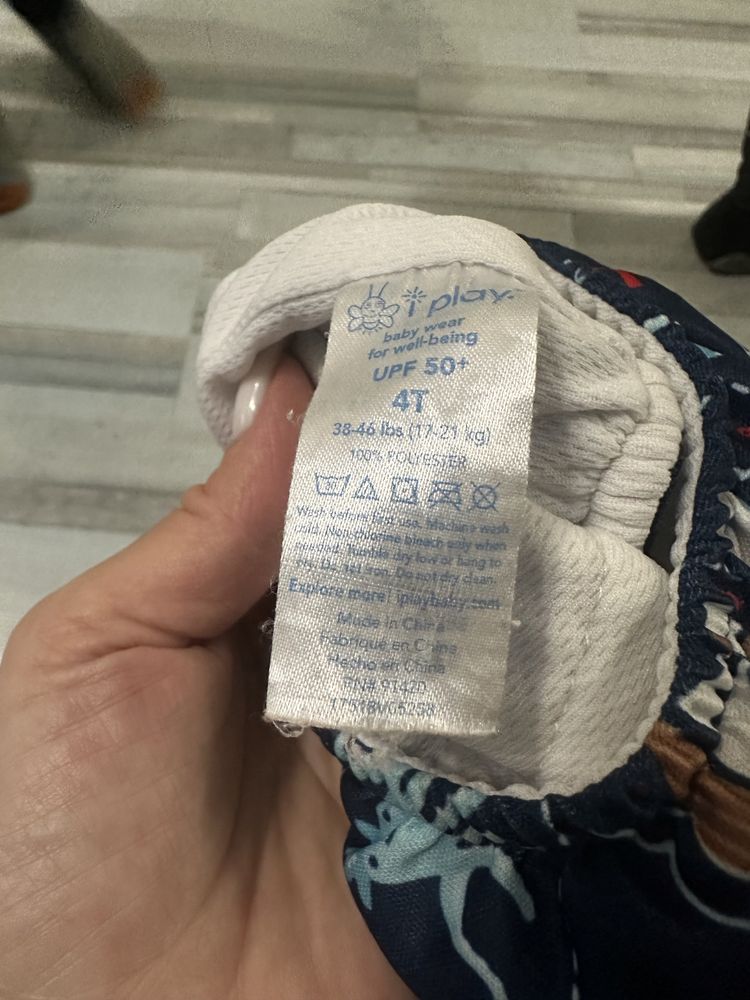 i play.™
baby wear
for well-being
UPF 50+
4T
38-46 lbs (17-21 kg)
100% POLYESTER
30
Wash before first use. Machine wash
cold. Non-chlorine bleach only when
needed. Tumble dry low or hang to
dry. Do not iron. Do not dry clean.
Explore more! iplaybaby.com
Made in China
Fabriqué en Chine
Hecho en China
RN# 91420